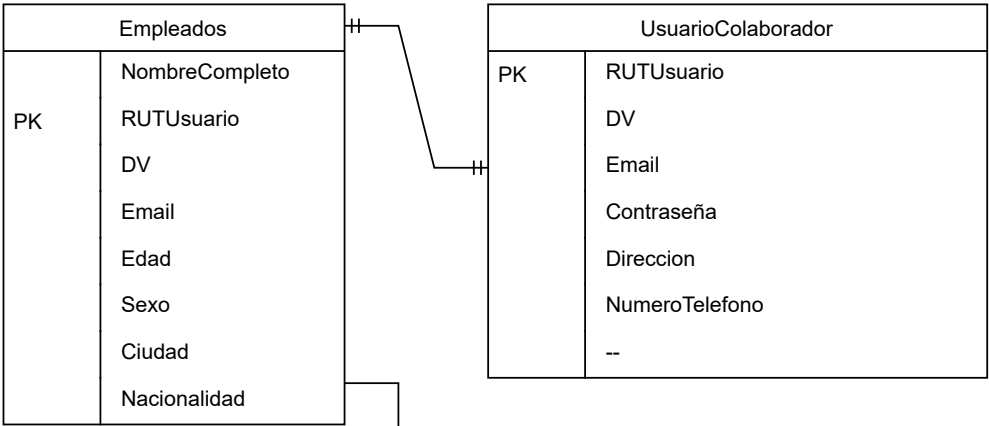 Empleados
NombreCompleto
PK RUTUsuario
DV
Email
Edad
Sexo
Ciudad
Nacionalidad
UsuarioColaborador
PK RUTUsuario
DV
Email
Contraseña
Direccion
NumeroTelefono
--